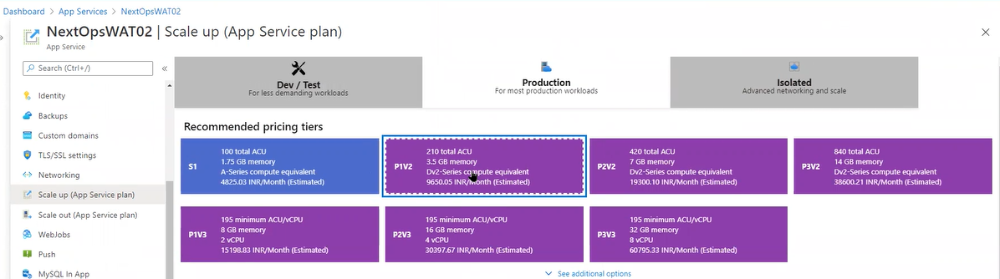 Dashboard > App Services > NextOpsWAT02
NextOpsWAT02 | Scale up (App Service plan)
App Service
Search (Ctrl+/)
Identity
Backups
Custom domains
TLS/SSL settings
Networking
Scale up (App Service plan)
Scale out (App Service plan)
WebJobs
Push
MySQL In App
Dev / Test
For less demanding workloads
Production
For most production workloads
Isolated
Advanced networking and scale
Recommended pricing tiers
S1
100 total ACU
1.75 GB memory
A-Series compute equivalent
4825.03 INR/Month (Estimated)
P1V2
210 total ACU
3.5 GB memory
Dv2-Series compute equivalent
9650.05 INR/Month (Estimated)
P2V2
420 total ACU
7 GB memory
Dv2-Series compute equivalent
19300.10 INR/Month (Estimated)
P3V2
840 total ACU
14 GB memory
Dv2-Series compute equivalent
38600.21 INR/Month (Estimated)
P1V3
195 minimum ACU/vCPU
8 GB memory
2 vCPU
15198.83 INR/Month (Estimated)
P2V3
195 minimum ACU/vCPU
16 GB memory
4 vCPU
30397.67 INR/Month (Estimated)
P3V3
195 minimum ACU/vCPU
32 GB memory
8 vCPU
60795.33 INR/Month (Estimated)
See additional options